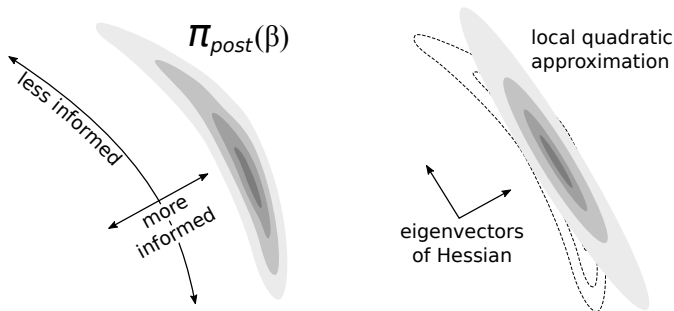 π_post(β)
less informed
more
informed
local quadratic
approximation
eigenvectors
of Hessian